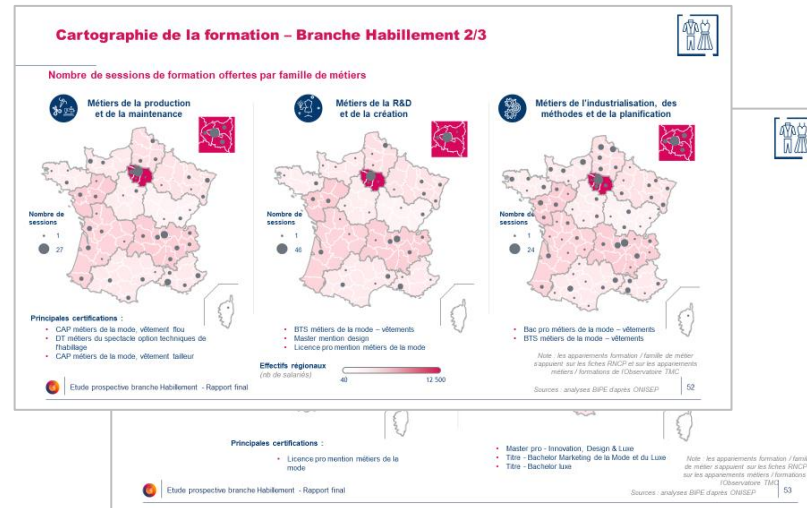 Cartographie de la formation – Branche Habillement 2/3
Nombre de sessions de formation offertes par famille de métiers
Métiers de la production
et de la maintenance
Métiers de la R&D
et de la création
Métiers de l'industrialisation, des
méthodes et de la planification
Nombre de
sessions
1
27
Nombre de
sessions
1
46
Nombre de
sessions
1
24
Principales certifications :
• CAP métiers de la mode, vêtement flou
• DT métiers du spectacle option techniques de
l'habillage
• CAP métiers de la mode, vêtement tailleur
• BTS métiers de la mode – vêtements
• Master mention design
• Licence pro mention métiers de la mode
• Bac pro métiers de la mode – vêtements
• BTS métiers de la mode – vêtements
Effectifs régionaux
(nb de salariés)
40
12 500
Note : les appariements formation / famille de métier
s'appuient sur les fiches RNCP et sur les appariements
métiers / formations de l'Observatoire TMC
Etude prospective branche Habillement - Rapport final
Sources : analyses BIPE d'après ONISEP
52
Principales certifications :
• Licence pro mention métiers de la
mode
• Master pro - Innovation, Design & Luxe
• Titre - Bachelor Marketing de la Mode et du Luxe
• Titre - Bachelor luxe
Note : les appariements formation / famil
de métier s'appuient sur les fiches RNCP
sur les appariements métiers / formations
l'Observatoire TMC
Etude prospective branche Habillement - Rapport final
Sources : analyses BIPE d'après ONISEP
53